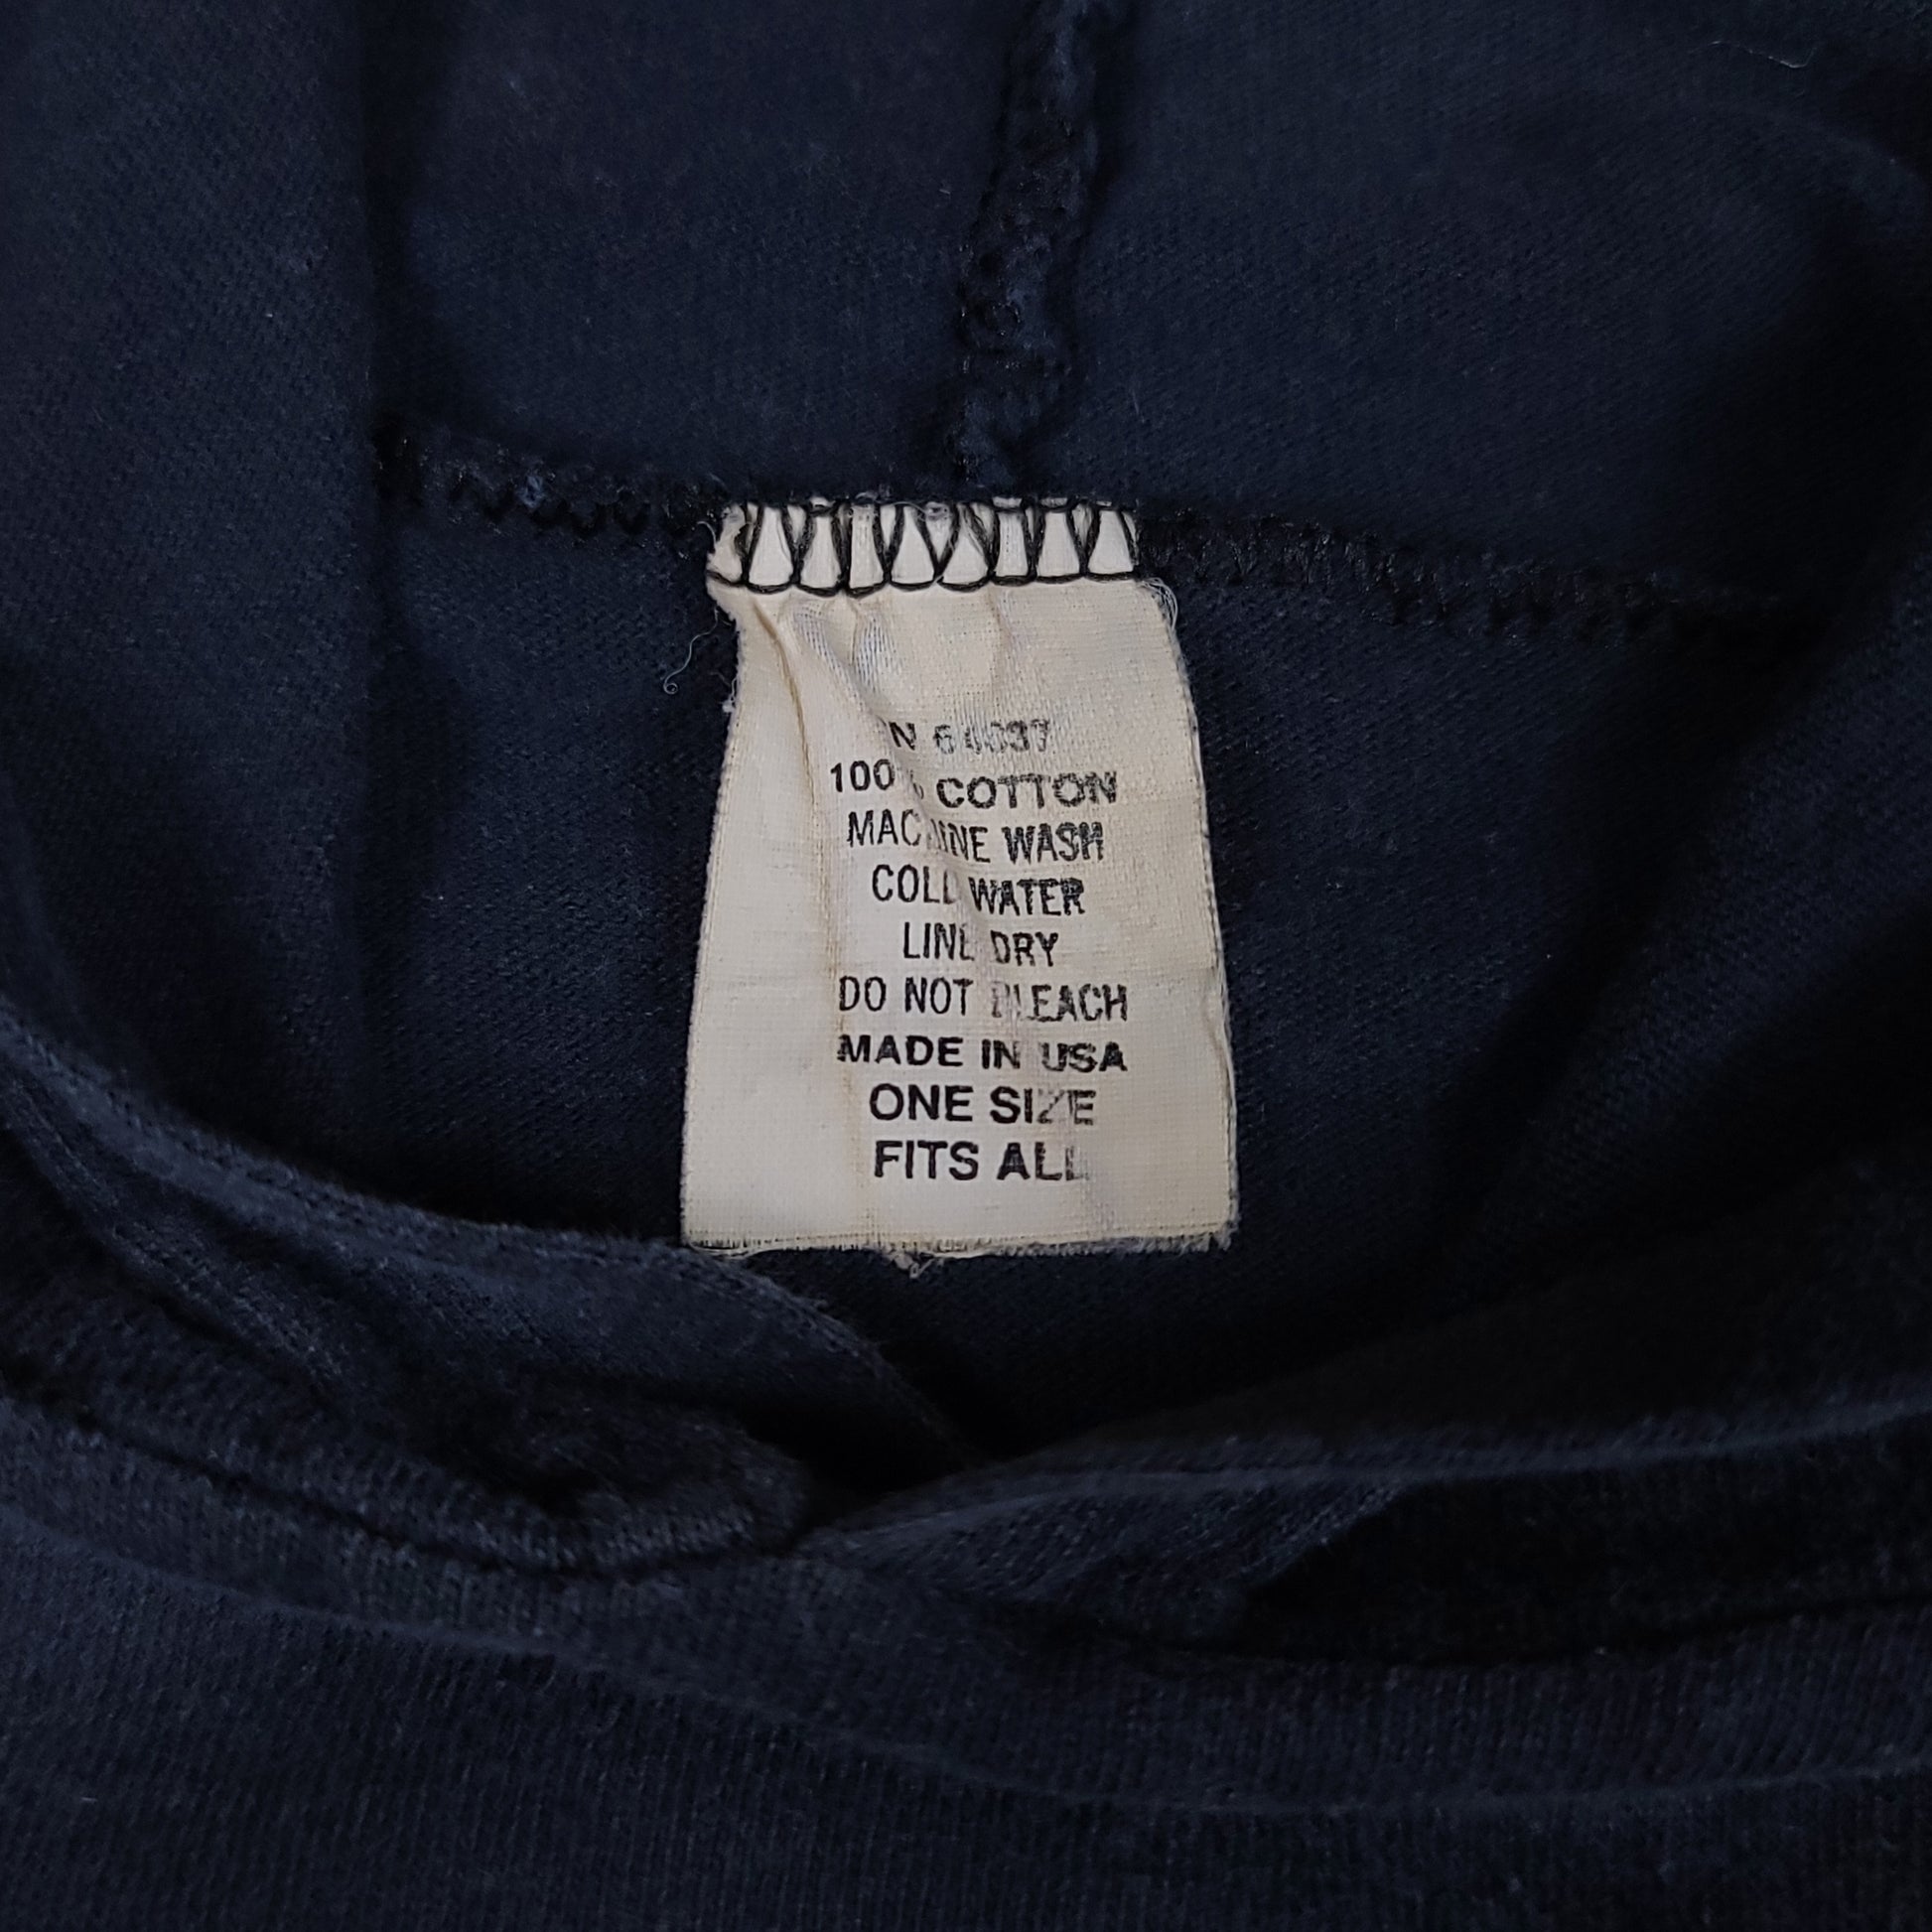 100% COTTON
MACHINE WASH
COLD WATER
LINE DRY
DO NOT BLEACH
MADE IN USA
ONE SIZE
FITS ALL